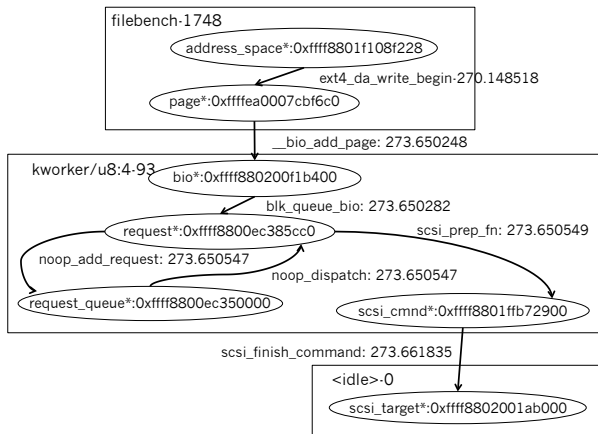 filebench-1748
address_space*:0xffff8801f108f228
ext4_da_write_begin-270.148518
page*:0xffffea0007cbf6c0
__bio_add_page: 273.650248
kworker/u8:4-93
bio*:0xffff880200f1b400
blk_queue_bio: 273.650282
request*:0xffff8800ec385cc0
scsi_prep_fn: 273.650549
noop_add_request: 273.650547
noop_dispatch: 273.650547
request_queue*:0xffff8800ec350000
scsi_cmnd*:0xffff8801ffb72900
scsi_finish_command: 273.661835
<idle>-0
scsi_target*:0xffff8802001ab000